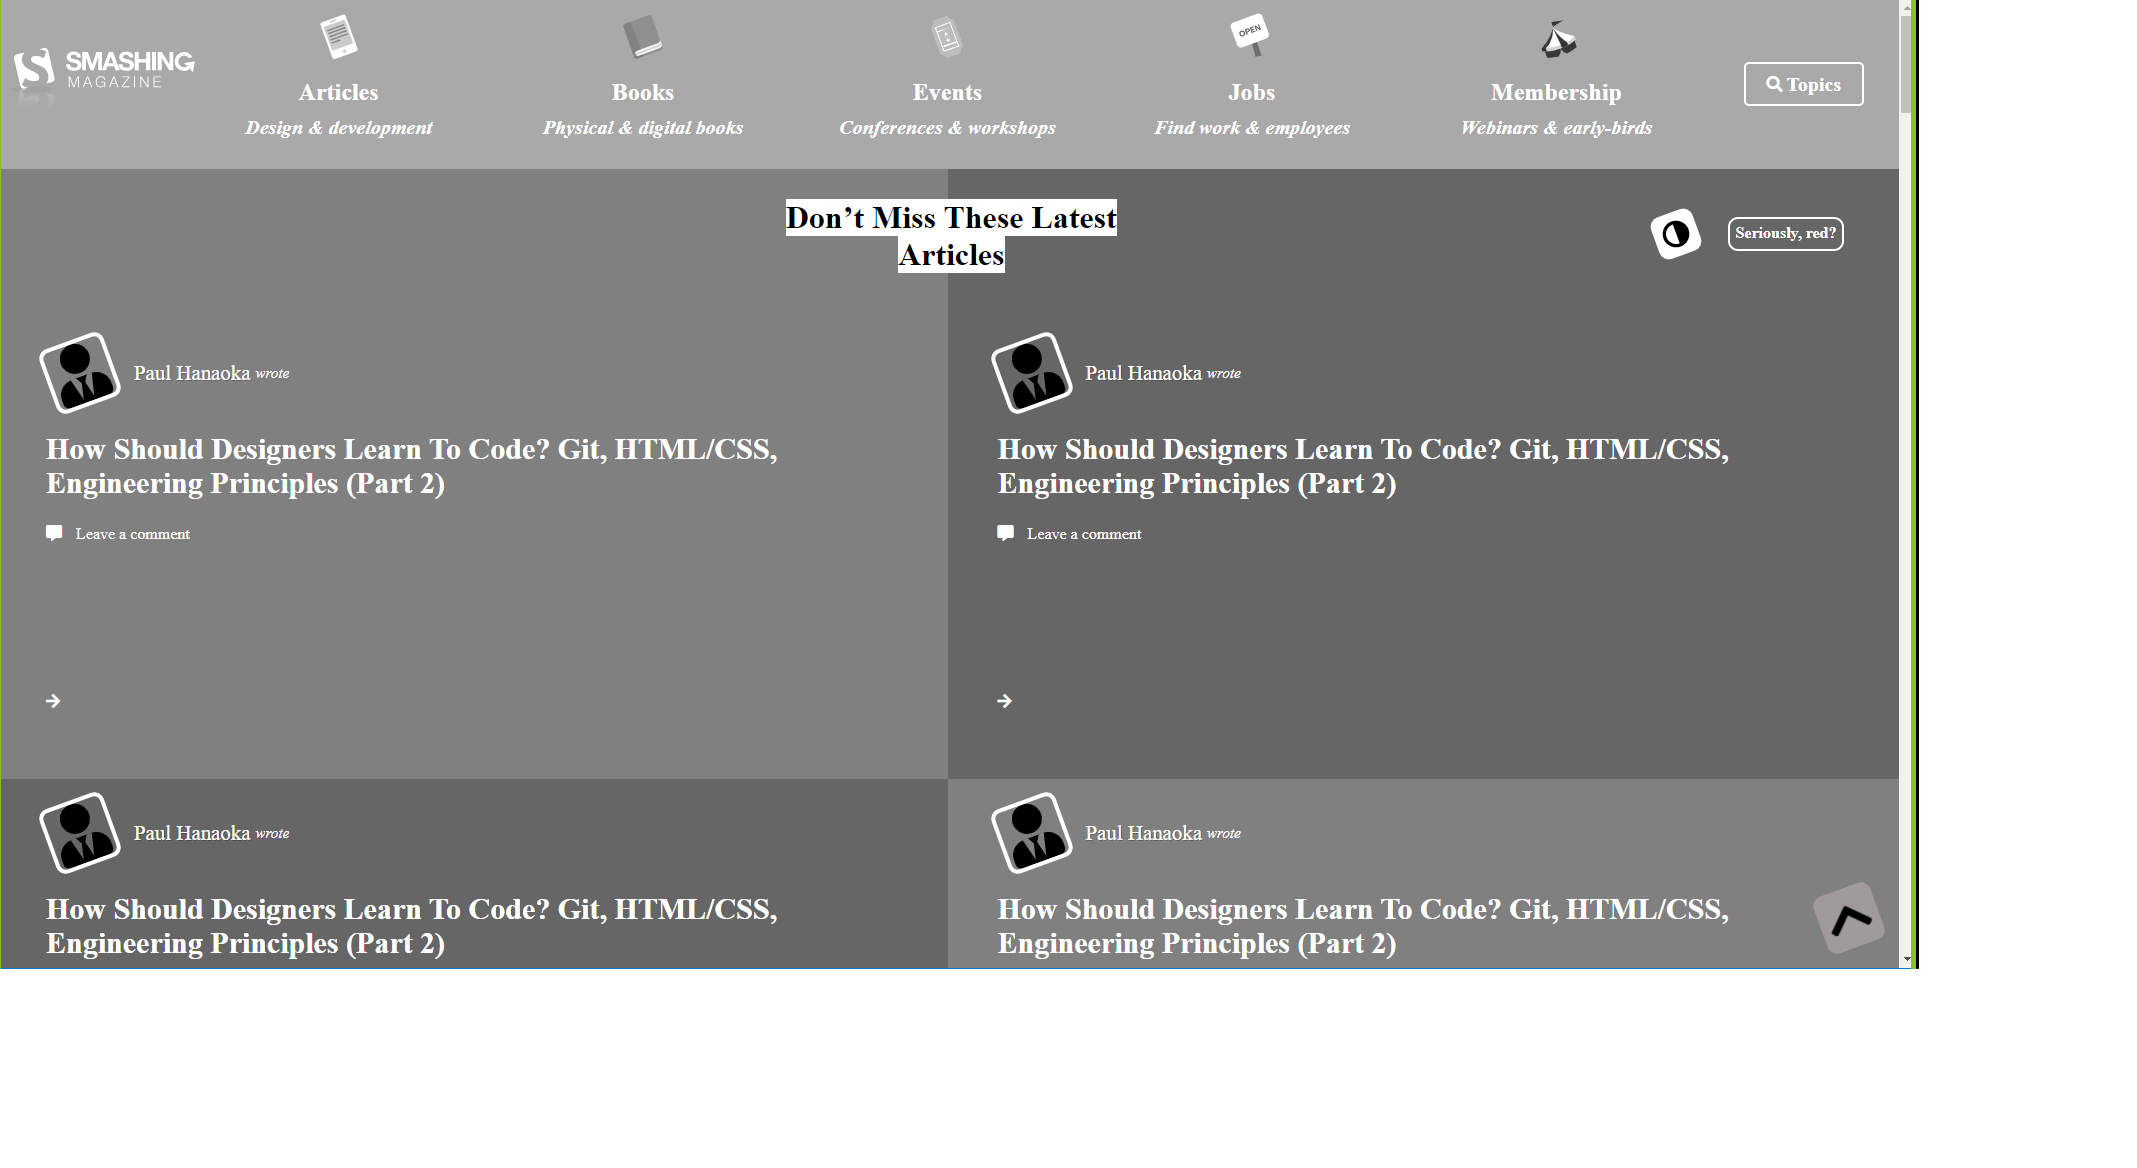 SMASHING
MAGAZINE
Articles
Design & development
Books
Physical & digital books
Events
Conferences & workshops
OPEN
Jobs
Find work & employees
Membership
Webinars & early-birds
Topics
Don’t Miss These Latest
Articles
Seriously, red?
Paul Hanaoka wrote
How Should Designers Learn To Code? Git, HTML/CSS,
Engineering Principles (Part 2)
Leave a comment
Paul Hanaoka wrote
How Should Designers Learn To Code? Git, HTML/CSS,
Engineering Principles (Part 2)
Leave a comment
Paul Hanaoka wrote
How Should Designers Learn To Code? Git, HTML/CSS,
Engineering Principles (Part 2)
Paul Hanaoka wrote
How Should Designers Learn To Code? Git, HTML/CSS,
Engineering Principles (Part 2)